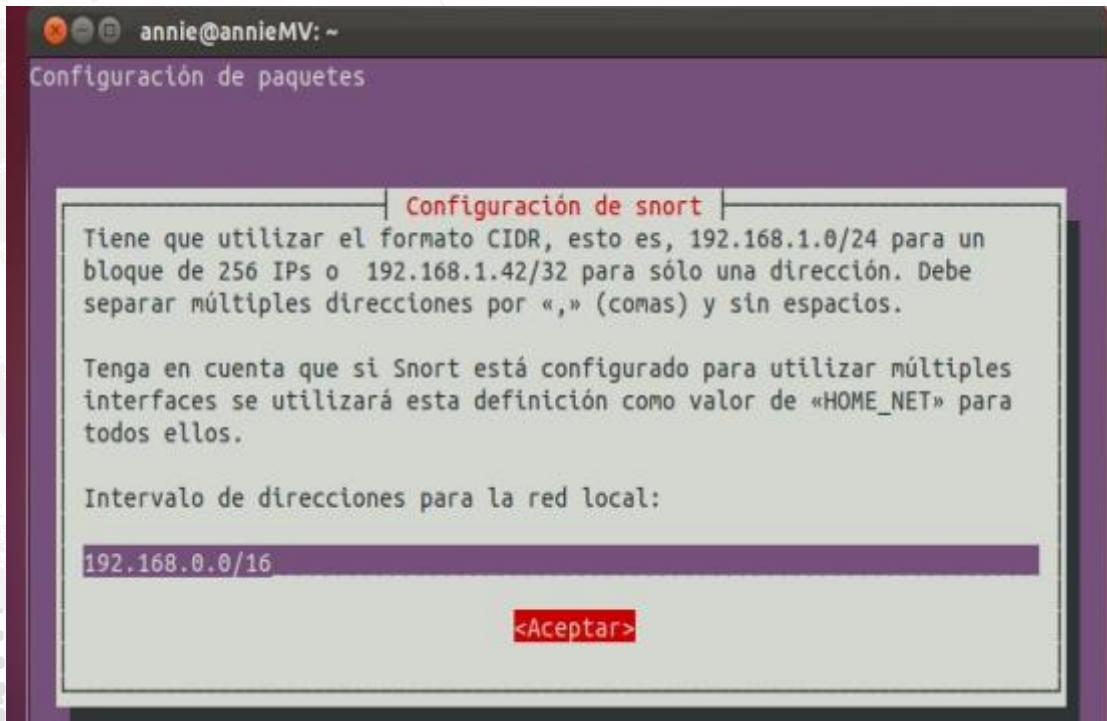 annie@annieMV: ~
Configuración de paquetes
Configuración de snort
Tiene que utilizar el formato CIDR, esto es, 192.168.1.0/24 para un
bloque de 256 IPs o  192.168.1.42/32 para sólo una dirección. Debe
separar múltiples direcciones por «,» (comas) y sin espacios.
Tenga en cuenta que si Snort está configurado para utilizar múltiples
interfaces se utilizará esta definición como valor de «HOME_NET» para
todos ellos.
Intervalo de direcciones para la red local:
192.168.0.0/16
<Aceptar>